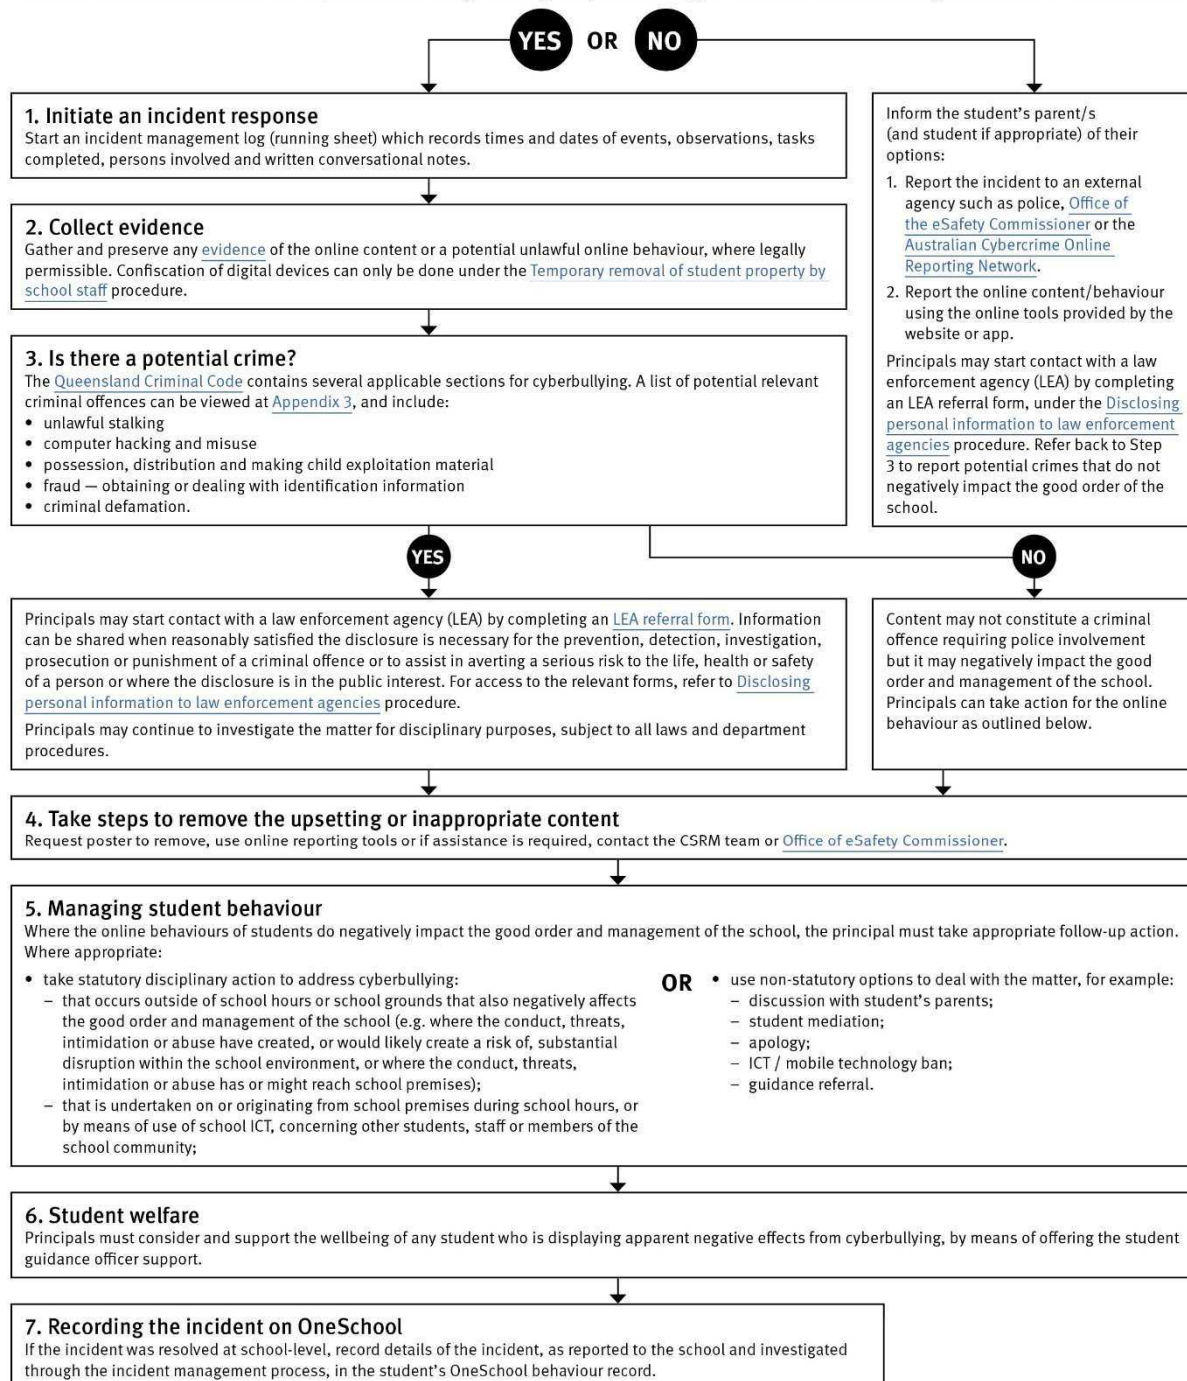 YES OR NO
1. Initiate an incident response
Start an incident management log (running sheet) which records times and dates of events, observations, tasks
completed, persons involved and written conversational notes.
2. Collect evidence
Gather and preserve any evidence of the online content or a potential unlawful online behaviour, where legally
permissible. Confiscation of digital devices can only be done under the Temporary removal of student property by
school staff procedure.
3. Is there a potential crime?
The Queensland Criminal Code contains several applicable sections for cyberbullying. A list of potential relevant
criminal offences can be viewed at Appendix 3, and include:
• unlawful stalking
• computer hacking and misuse
• possession, distribution and making child exploitation material
• fraud — obtaining or dealing with identification information
• criminal defamation.
Inform the student's parent/s
(and student if appropriate) of their
options:
1. Report the incident to an external
agency such as police, Office of
the eSafety Commissioner or the
Australian Cybercrime Online
Reporting Network.
2. Report the online content/behaviour
using the online tools provided by the
website or app.
Principals may start contact with a law
enforcement agency (LEA) by completing
an LEA referral form, under the Disclosing
personal information to law enforcement
agencies procedure. Refer back to Step
3 to report potential crimes that do not
negatively impact the good order of the
school.
YES
NO
Principals may start contact with a law enforcement agency (LEA) by completing an LEA referral form. Information
can be shared when reasonably satisfied the disclosure is necessary for the prevention, detection, investigation,
prosecution or punishment of a criminal offence or to assist in averting a serious risk to the life, health or safety
of a person or where the disclosure is in the public interest. For access to the relevant forms, refer to Disclosing
personal information to law enforcement agencies procedure.
Principals may continue to investigate the matter for disciplinary purposes, subject to all laws and department
procedures.
Content may not constitute a criminal
offence requiring police involvement
but it may negatively impact the good
order and management of the school.
Principals can take action for the online
behaviour as outlined below.
4. Take steps to remove the upsetting or inappropriate content
Request poster to remove, use online reporting tools or if assistance is required, contact the CSRM team or Office of eSafety Commissioner.
5. Managing student behaviour
Where the online behaviours of students do negatively impact the good order and management of the school, the principal must take appropriate follow-up action.
Where appropriate:
• take statutory disciplinary action to address cyberbullying:
– that occurs outside of school hours or school grounds that also negatively affects
the good order and management of the school (e.g. where the conduct, threats,
intimidation or abuse have created, or would likely create a risk of, substantial
disruption within the school environment, or where the conduct, threats,
intimidation or abuse has or might reach school premises);
– that is undertaken on or originating from school premises during school hours, or
by means of use of school ICT, concerning other students, staff or members of the
school community;
OR
• use non-statutory options to deal with the matter, for example:
– discussion with student's parents;
– student mediation;
– apology;
– ICT / mobile technology ban;
– guidance referral.
6. Student welfare
Principals must consider and support the wellbeing of any student who is displaying apparent negative effects from cyberbullying, by means of offering the student
guidance officer support.
7. Recording the incident on OneSchool
If the incident was resolved at school-level, record details of the incident, as reported to the school and investigated
through the incident management process, in the student's OneSchool behaviour record.